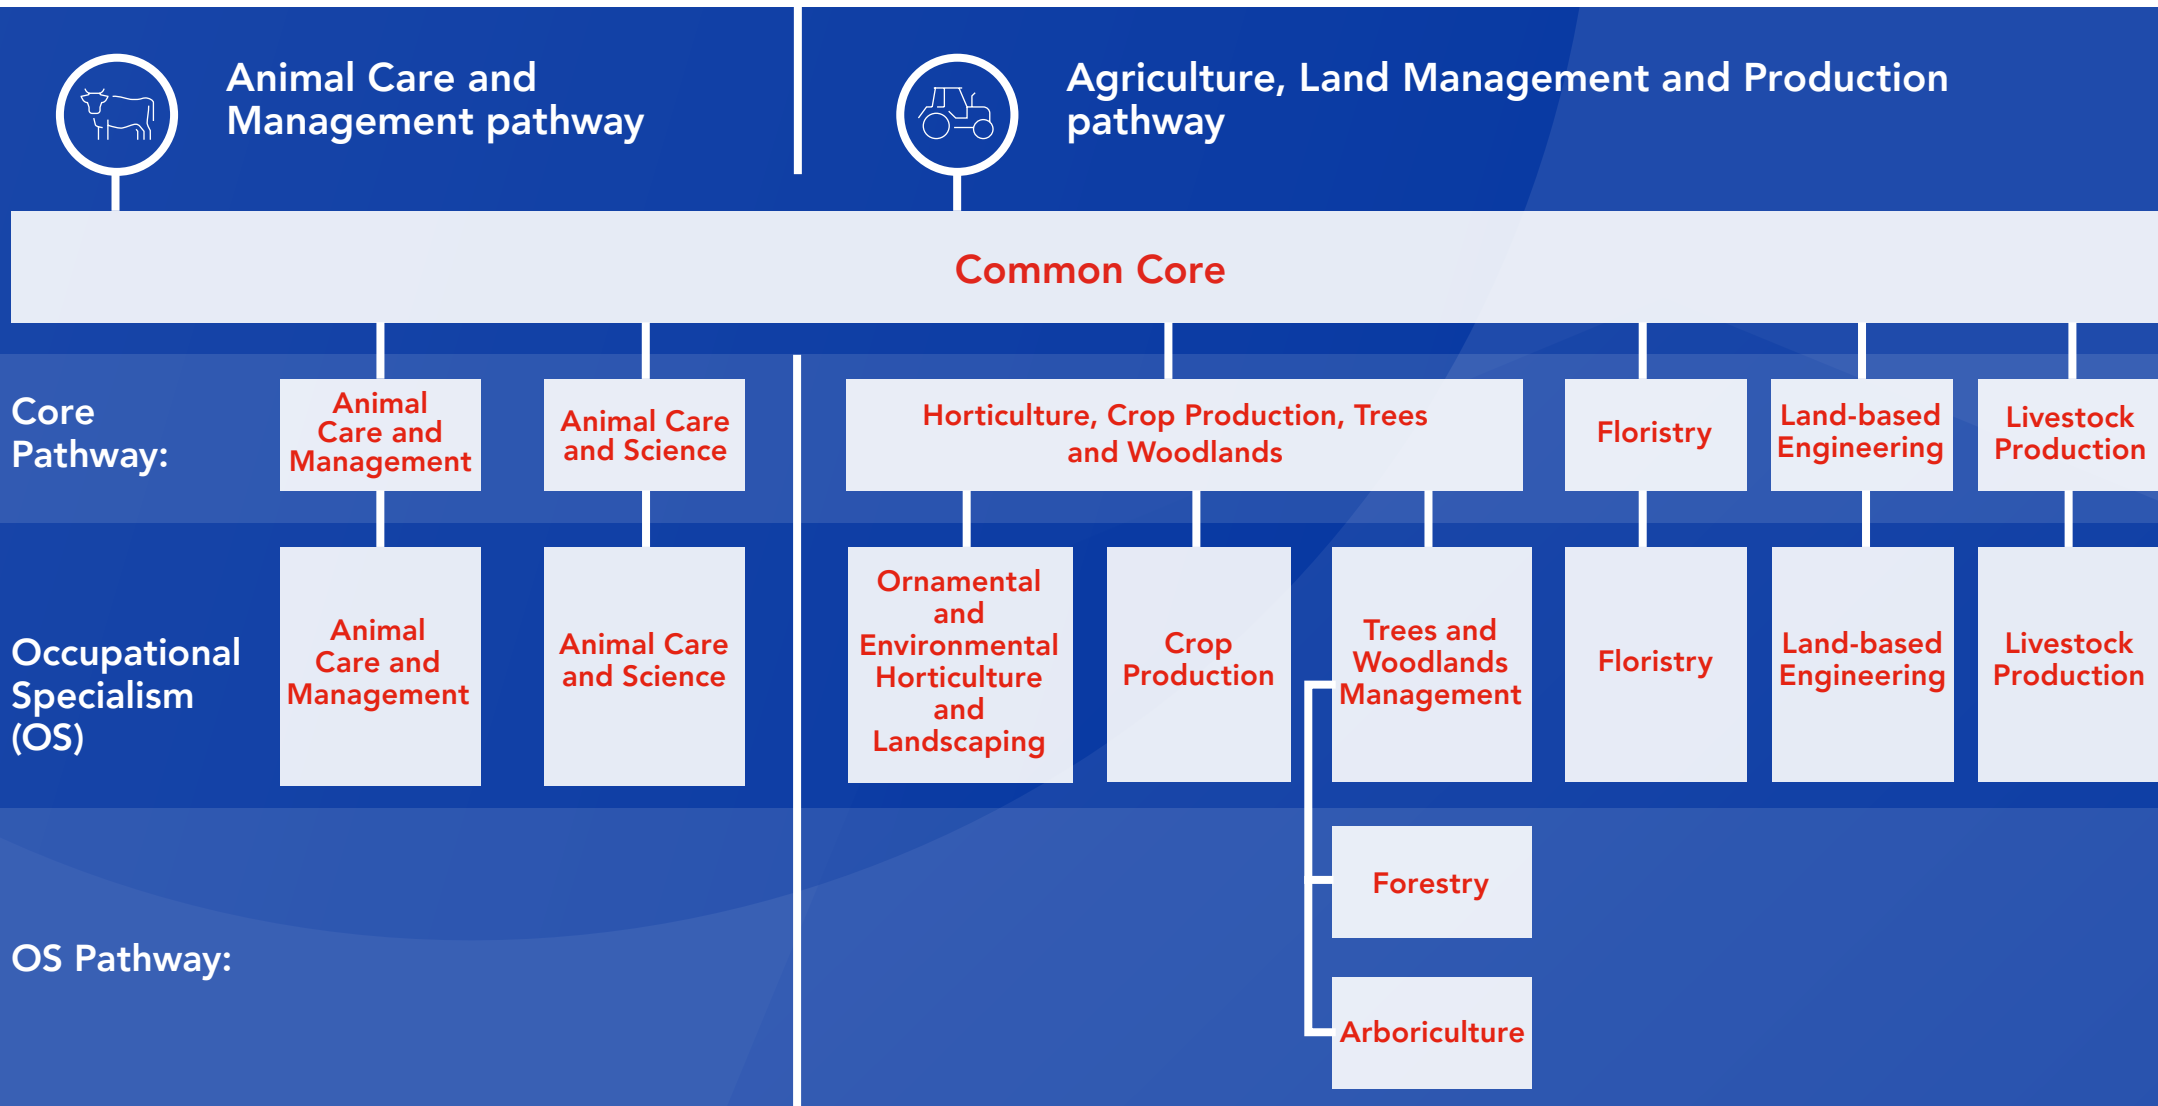 Animal Care and
Management pathway
Agriculture, Land Management and Production
pathway
Common Core
Core
Pathway:
Animal
Care and
Management
Animal Care
and Science
Horticulture, Crop Production, Trees
and Woodlands
Floristry
Land-based
Engineering
Livestock
Production
Occupational
Specialism
(OS)
Animal
Care and
Management
Animal Care
and Science
Ornamental
and
Environmental
Horticulture
and
Landscaping
Crop
Production
Trees and
Woodlands
Management
Floristry
Land-based
Engineering
Livestock
Production
OS Pathway:
Forestry
Arboriculture